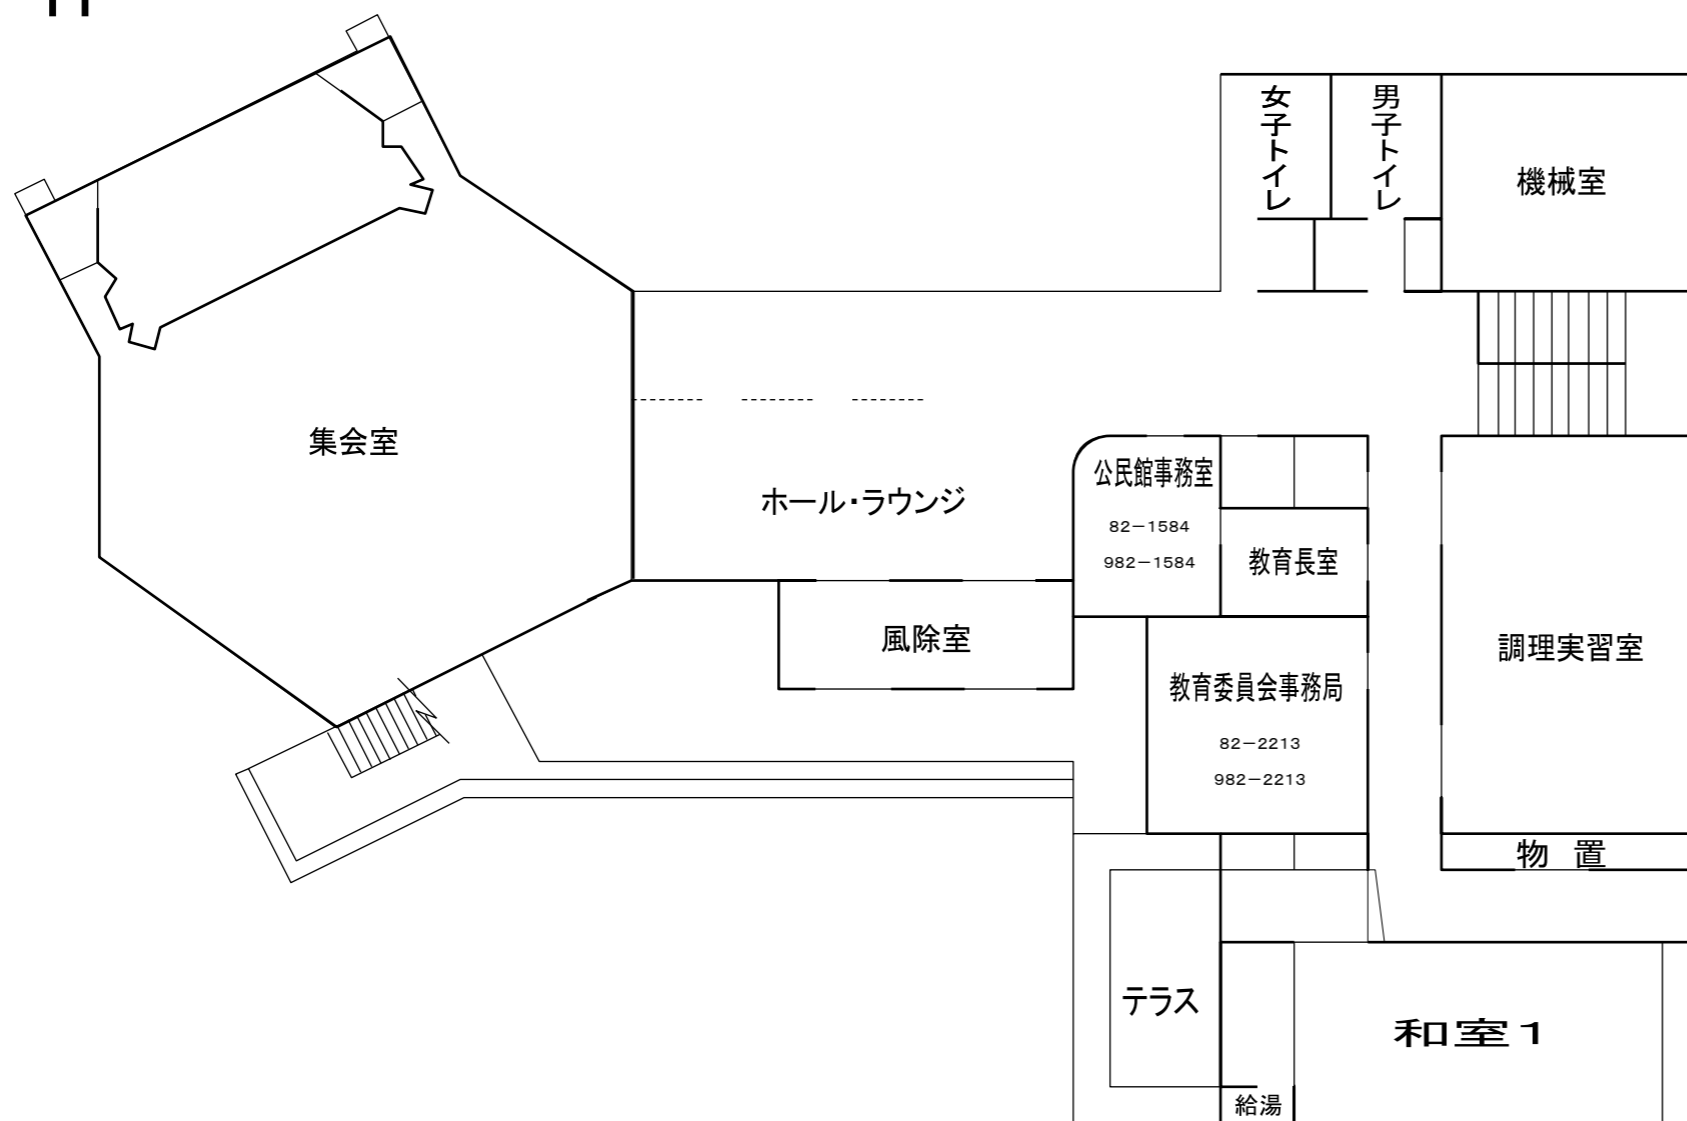 女子トイレ
男子トイレ
機械室
集会室
ホール・ラウンジ
公民館事務室
82－1584
982－1584
教育長室
風除室
調理実習室
教育委員会事務局
82－2213
982－2213
物 置
テラス
和室1
給湯